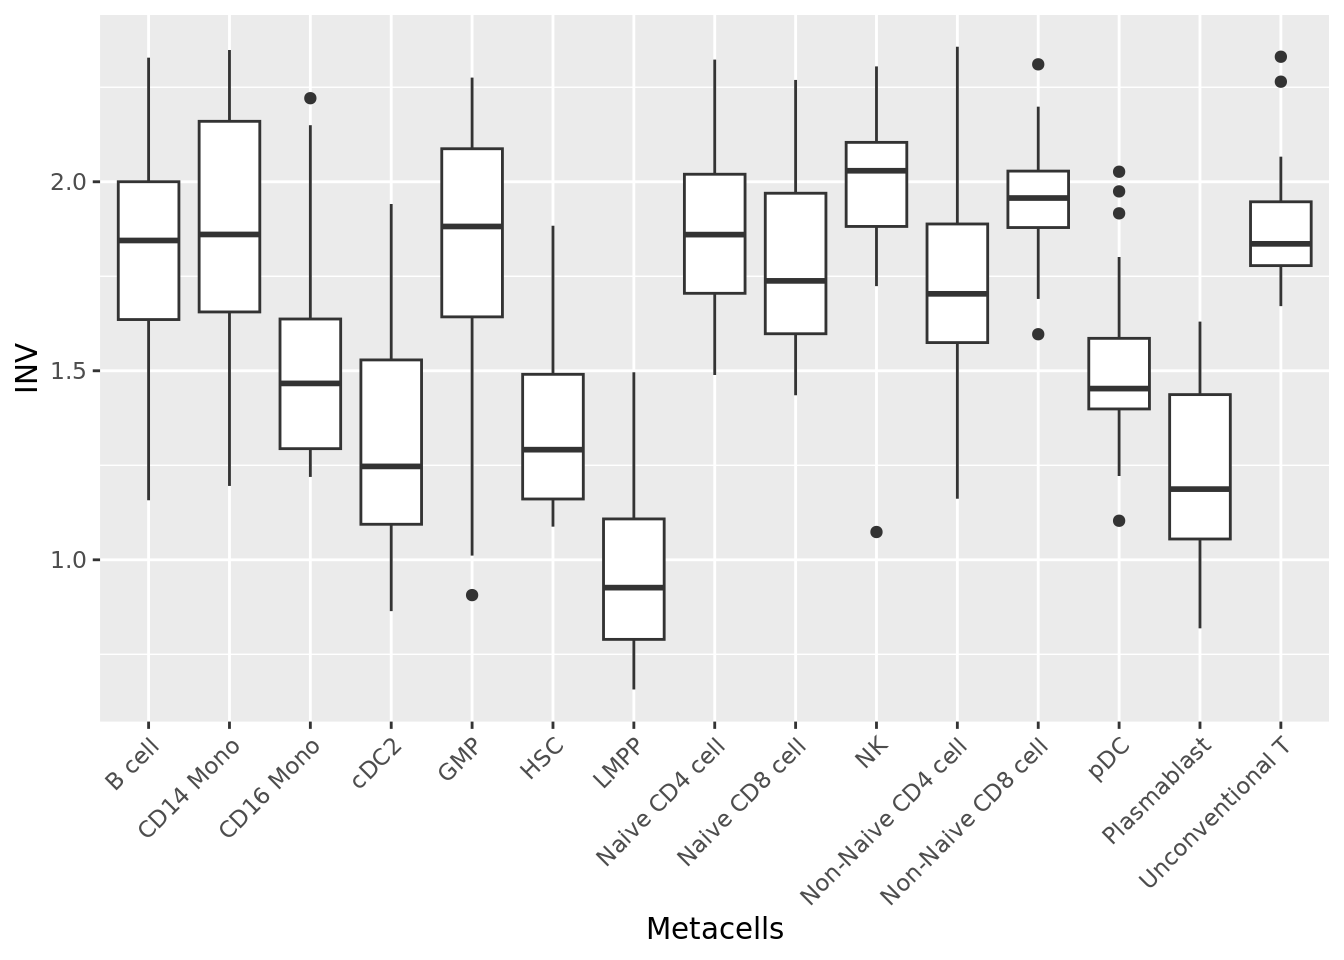 INV
2.0
1.5
1.0
B cell
CD14 Mono
CD16 Mono
cDC2
GMP
HSC
LMPP
Naive CD4 cell
Naive CD8 cell
NK
Non-Naive CD4 cell
Non-Naive CD8 cell
pDC
Plasmablast
Unconventional T
Metacells